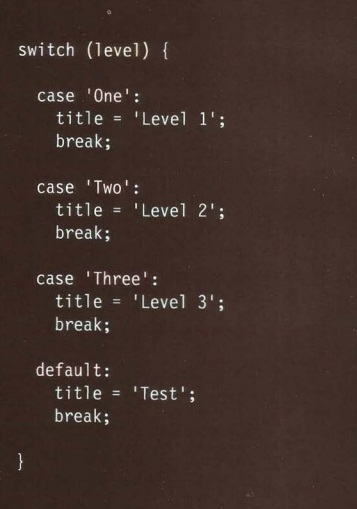 switch (level) {
case 'One':
title = 'Level 1';
break;
case 'Two':
title = 'Level 2';
break;
case 'Three':
title = 'Level 3';
break;
default:
title = 'Test';
break;
}